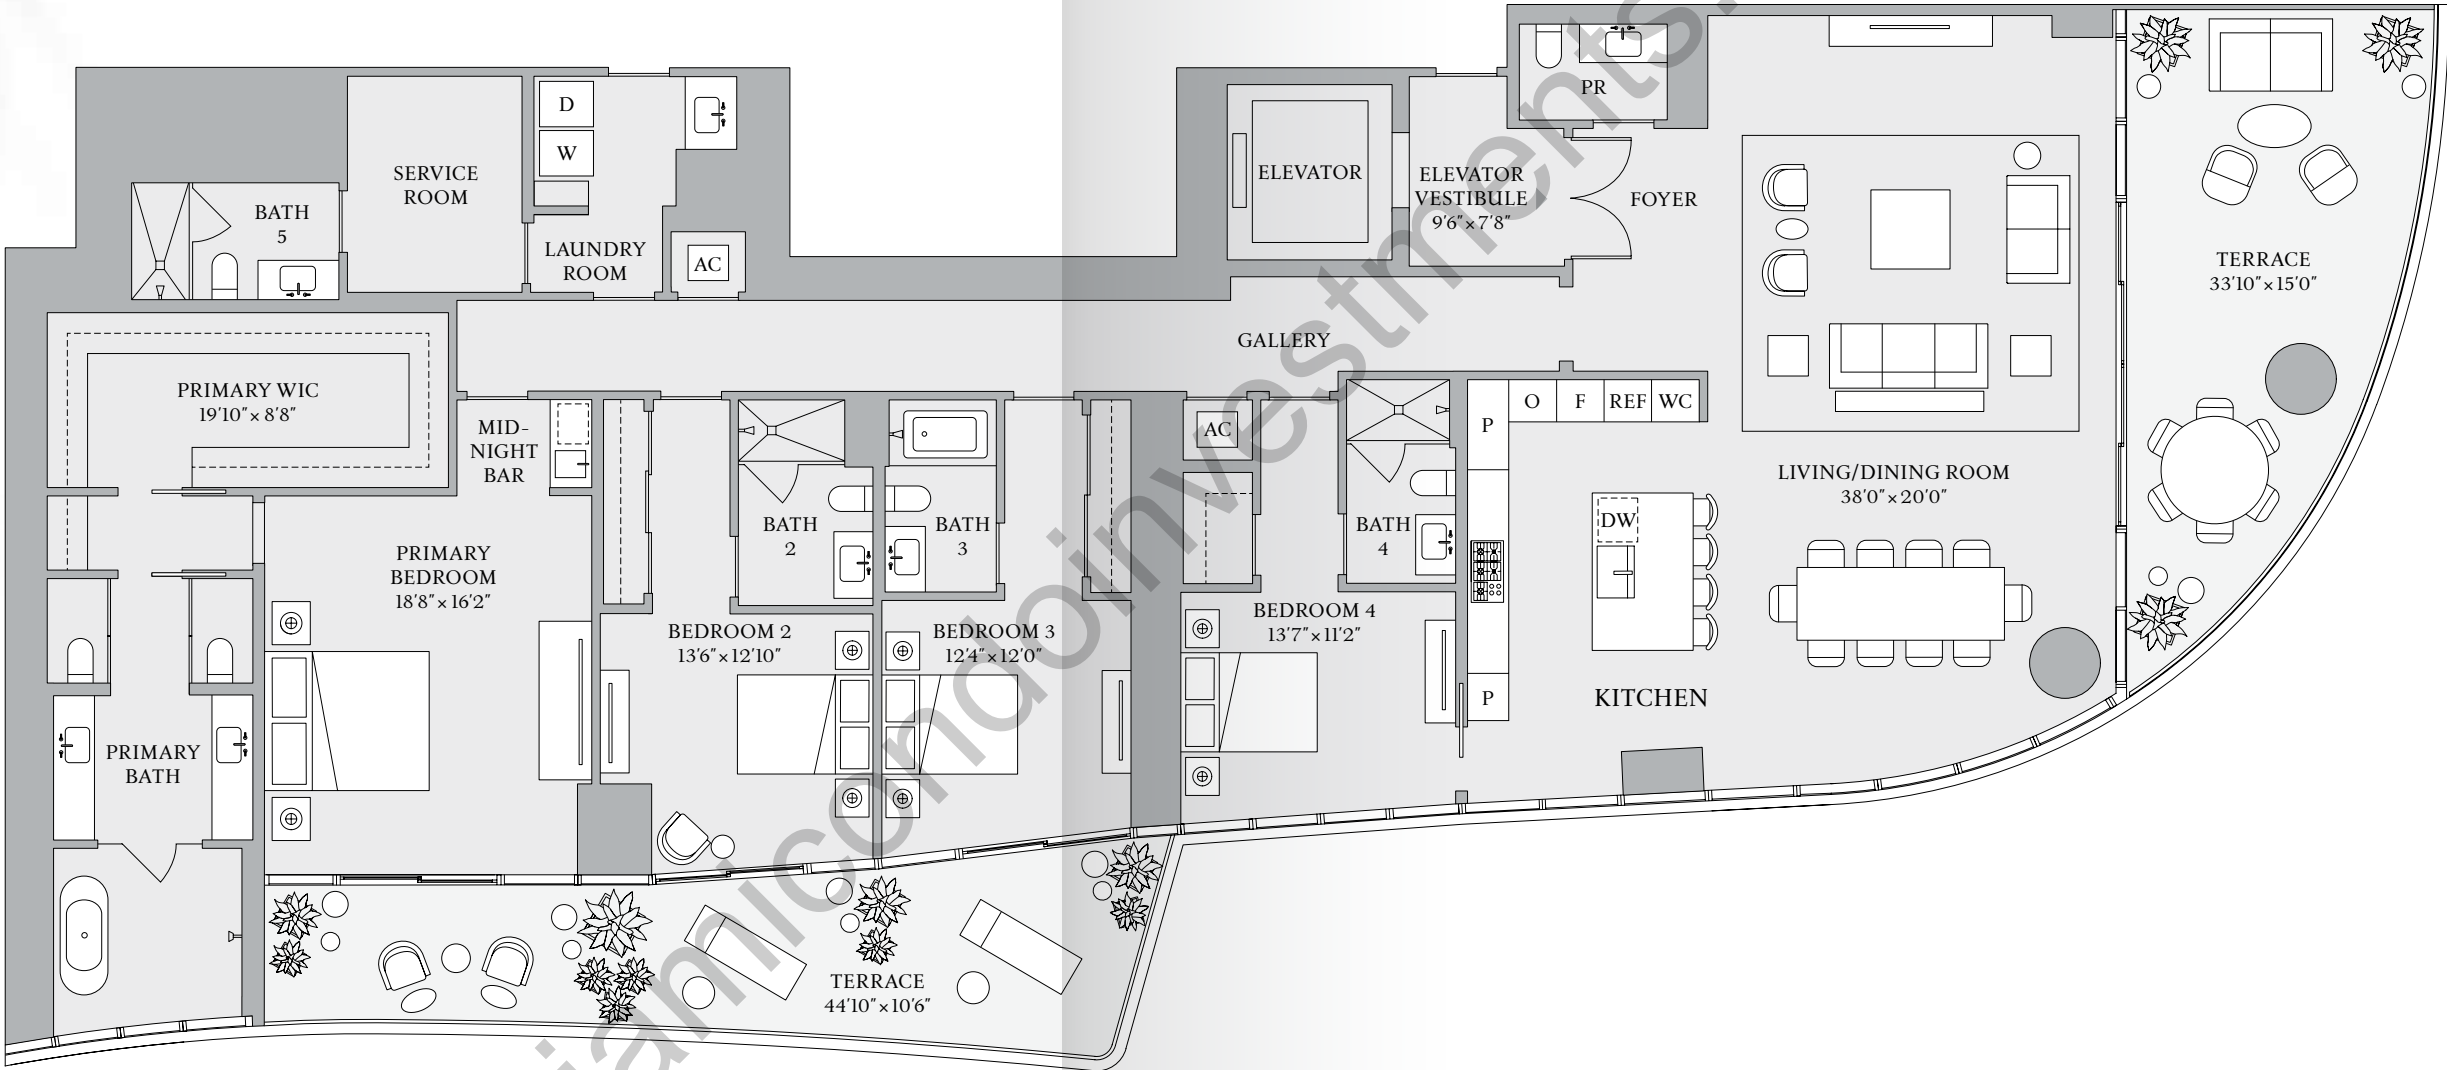 D
W
SERVICE
ROOM
BATH
5
LAUNDRY
ROOM
AC
ELEVATOR
ELEVATOR
VESTIBULE
9'6"×7'8"
PR
FOYER
TERRACE
33'10"×15'0"
GALLERY
PRIMARY WIC
19'10"×8'8"
MID-
NIGHT
BAR
AC
P
O
F
REF
WC
LIVING/DINING ROOM
38'0"×20'0"
BATH
2
BATH
3
BATH
4
DW
PRIMARY
BEDROOM
18'8"×16'2"
BEDROOM 2
13'6"×12'10"
BEDROOM 3
12'4"×12'0"
BEDROOM 4
13'7"×11'2"
P
KITCHEN
PRIMARY
BATH
TERRACE
44'10"×10'6"
iamicondoinvestments.